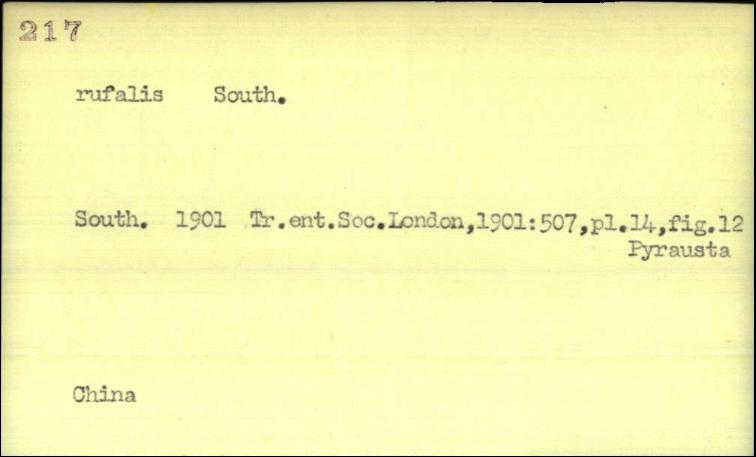 217
rufalis South.
South. 1901 Tr.ent.Soc.London,1901:507,pl.14,fig.12
Pyrausta
China